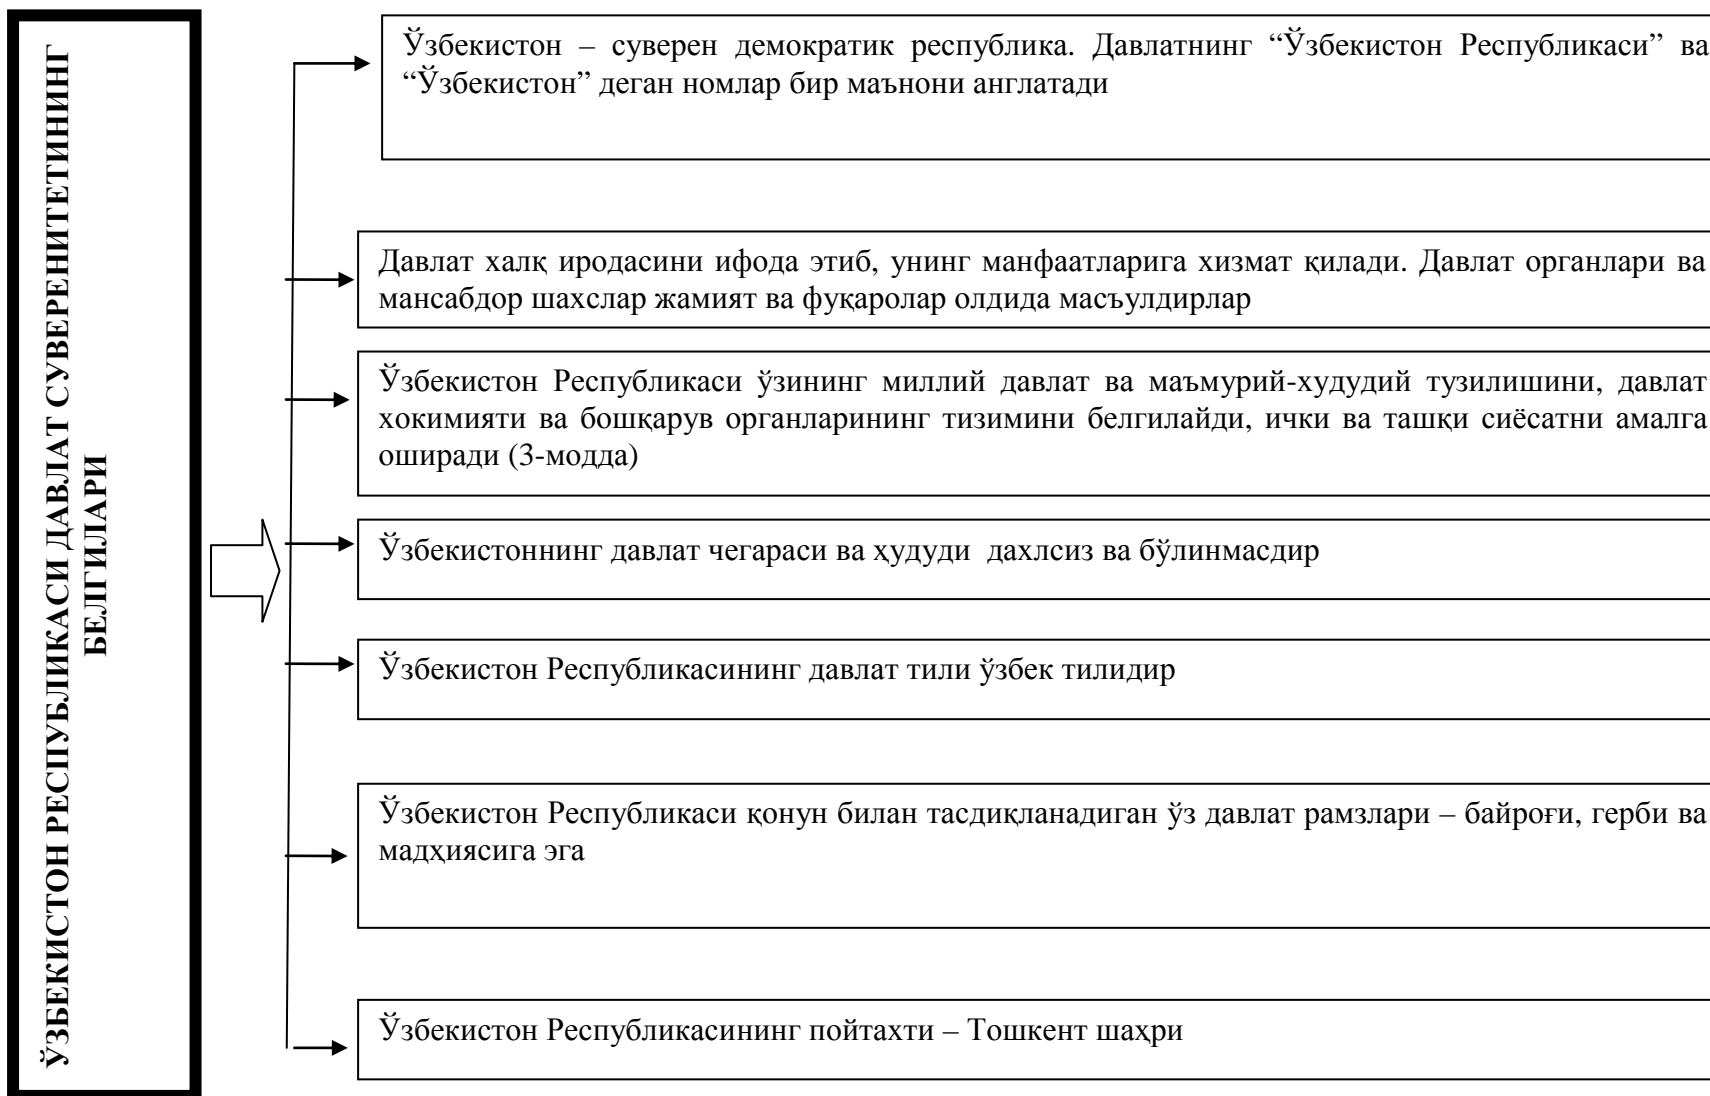 ЎЗБЕКИСТОН РЕСПУБЛИКАСИ ДАВЛАТ СУВЕРЕНИТЕТИНИНГ
БЕЛГИЛАРИ
Ўзбекистон – суверен демократик республика. Давлатнинг “Ўзбекистон Республикаси” ва
“Ўзбекистон” деган номлар бир маънони англатади
Давлат халқ иродасини ифода этиб, унинг манфаатларига хизмат қилади. Давлат органлари ва
мансабдор шахслар жамият ва фуқаролар олдида масъулдирлар
Ўзбекистон Республикаси ўзининг миллий давлат ва маъмурий-худудий тузилишини, давлат
хокимияти ва бошқарув органларининг тизимини белгилайди, ички ва ташқи сиёсатни амалга
оширади (3-модда)
Ўзбекистоннинг давлат чегараси ва ҳудуди дахлсиз ва бўлинмасдир
Ўзбекистон Республикасининг давлат тили ўзбек тилидир
Ўзбекистон Республикаси қонун билан тасдиқланадиган ўз давлат рамзлари – байроғи, герби ва
мадҳиясига эга
Ўзбекистон Республикасининг пойтахти – Тошкент шаҳри